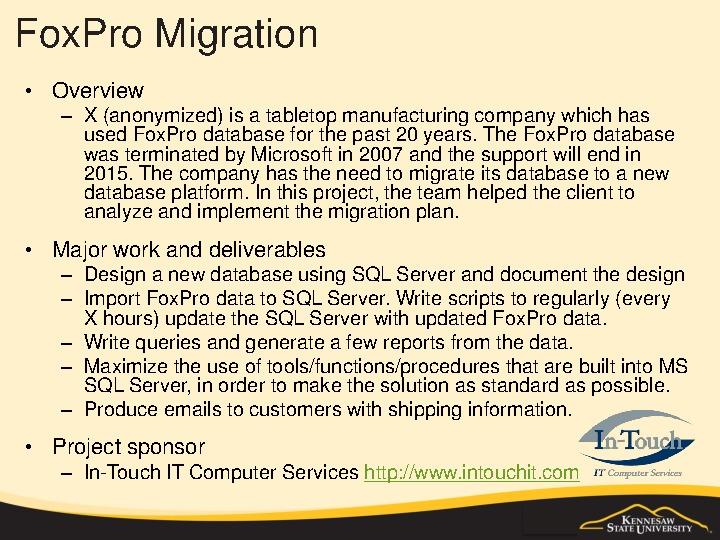 FoxPro Migration
• Overview
– X (anonymized) is a tabletop manufacturing company which has
used FoxPro database for the past 20 years. The FoxPro database
was terminated by Microsoft in 2007 and the support will end in
2015. The company has the need to migrate its database to a new
database platform. In this project, the team helped the client to
analyze and implement the migration plan.
• Major work and deliverables
– Design a new database using SQL Server and document the design
– Import FoxPro data to SQL Server. Write scripts to regularly (every
X hours) update the SQL Server with updated FoxPro data.
– Write queries and generate a few reports from the data.
– Maximize the use of tools/functions/procedures that are built into MS
SQL Server, in order to make the solution as standard as possible.
– Produce emails to customers with shipping information.
• Project sponsor
– In-Touch IT Computer Services http://www.intouchit.com
In-Touch
IT Computer Services
KENNESAW
STATE UNIVERSITY